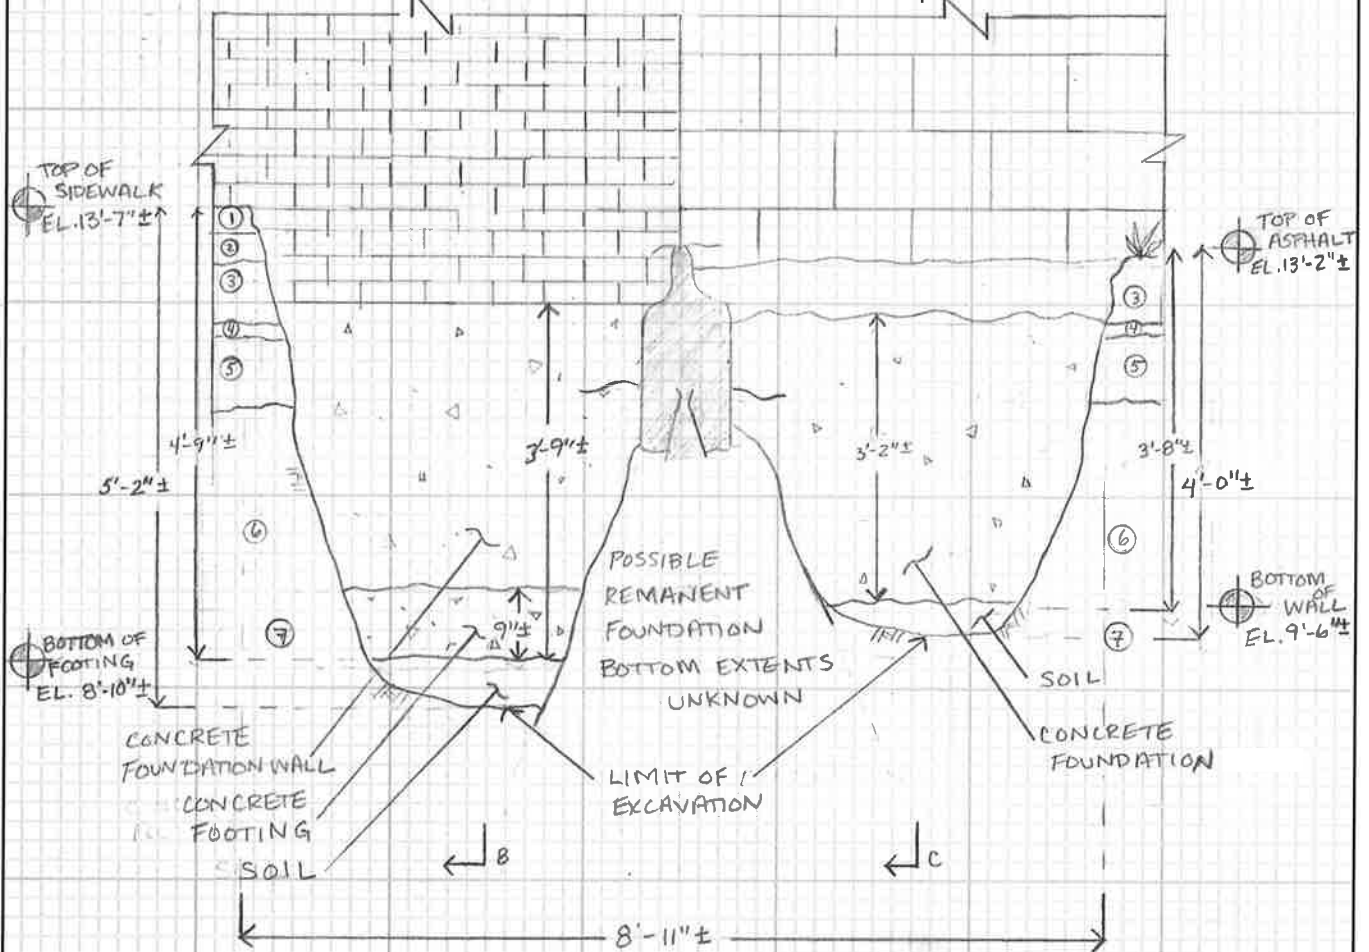 TOP OF
SIDEWALK
EL. 13'-7"±
①
②
③
④
⑤
4'-9"±
5'-2"±
⑥
⑦
BOTTOM OF
FOOTING
EL. 8'-10"±
3'-9"±
9"±
3'-2"±
TOP OF
ASPHALT
EL. 13'-2"±
③
④
⑤
3'-8"±
4'-0"±
⑥
⑦
BOTTOM
OF
WALL
EL. 9'-6"±
POSSIBLE
REMANENT
FOUNDATION
BOTTOM EXTENTS
UNKNOWN
SOIL
CONCRETE
FOUNDATION
CONCRETE
FOUNDATION WALL
CONCRETE
FOOTING
SOIL
LIMIT OF
EXCAVATION
B
C
8'-11"±